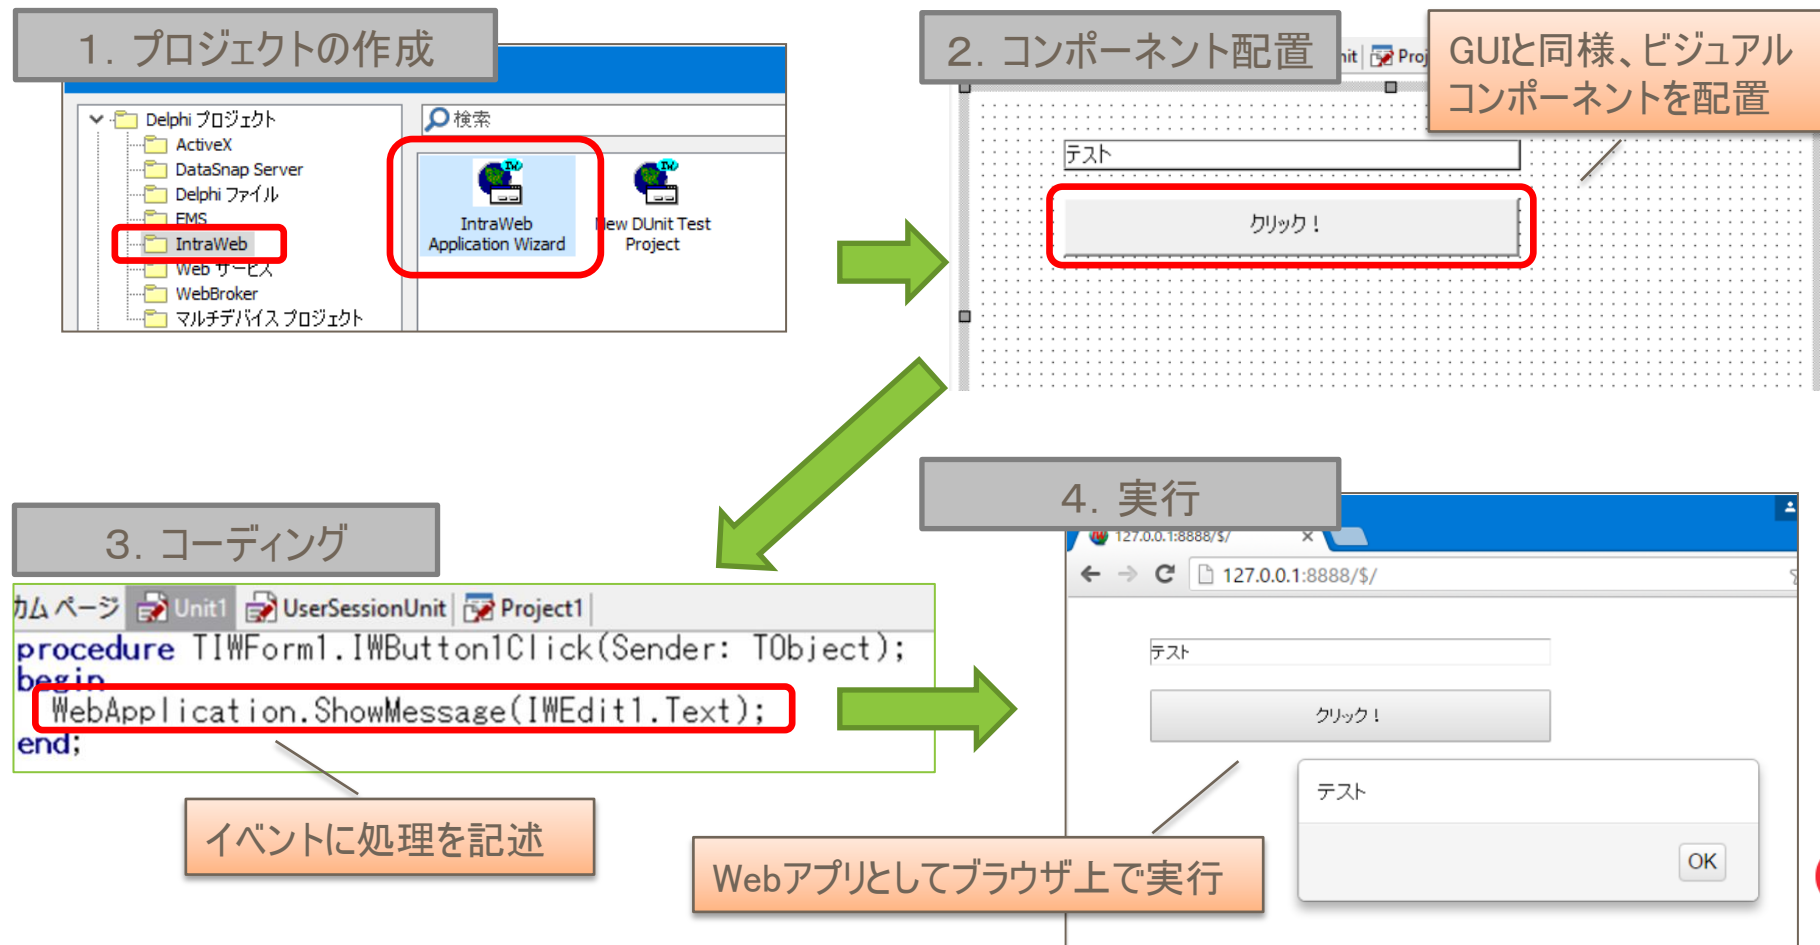 1. プロジェクトの作成
Delphi プロジェクト
ActiveX
DataSnap Server
Delphi ファイル
EMS
IntraWeb
Web サービス
WebBroker
マルチデバイス プロジェクト
検索
IntraWeb
Application Wizard
New DUnit Test
Project
2. コンポーネント配置
GUIと同様、ビジュアル
コンポーネントを配置
テスト
クリック！
3. コーディング
カム ページ Unit1 UserSessionUnit Project1
procedure TIWForm1.IWButton1Click(Sender: TObject);
begin
WebApplication.ShowMessage(IWEdit1.Text);
end;
イベントに処理を記述
4. 実行
127.0.0.1:8888/$/
127.0.0.1:8888/$/
テスト
クリック！
テスト
OK
Webアプリとしてブラウザ上で実行